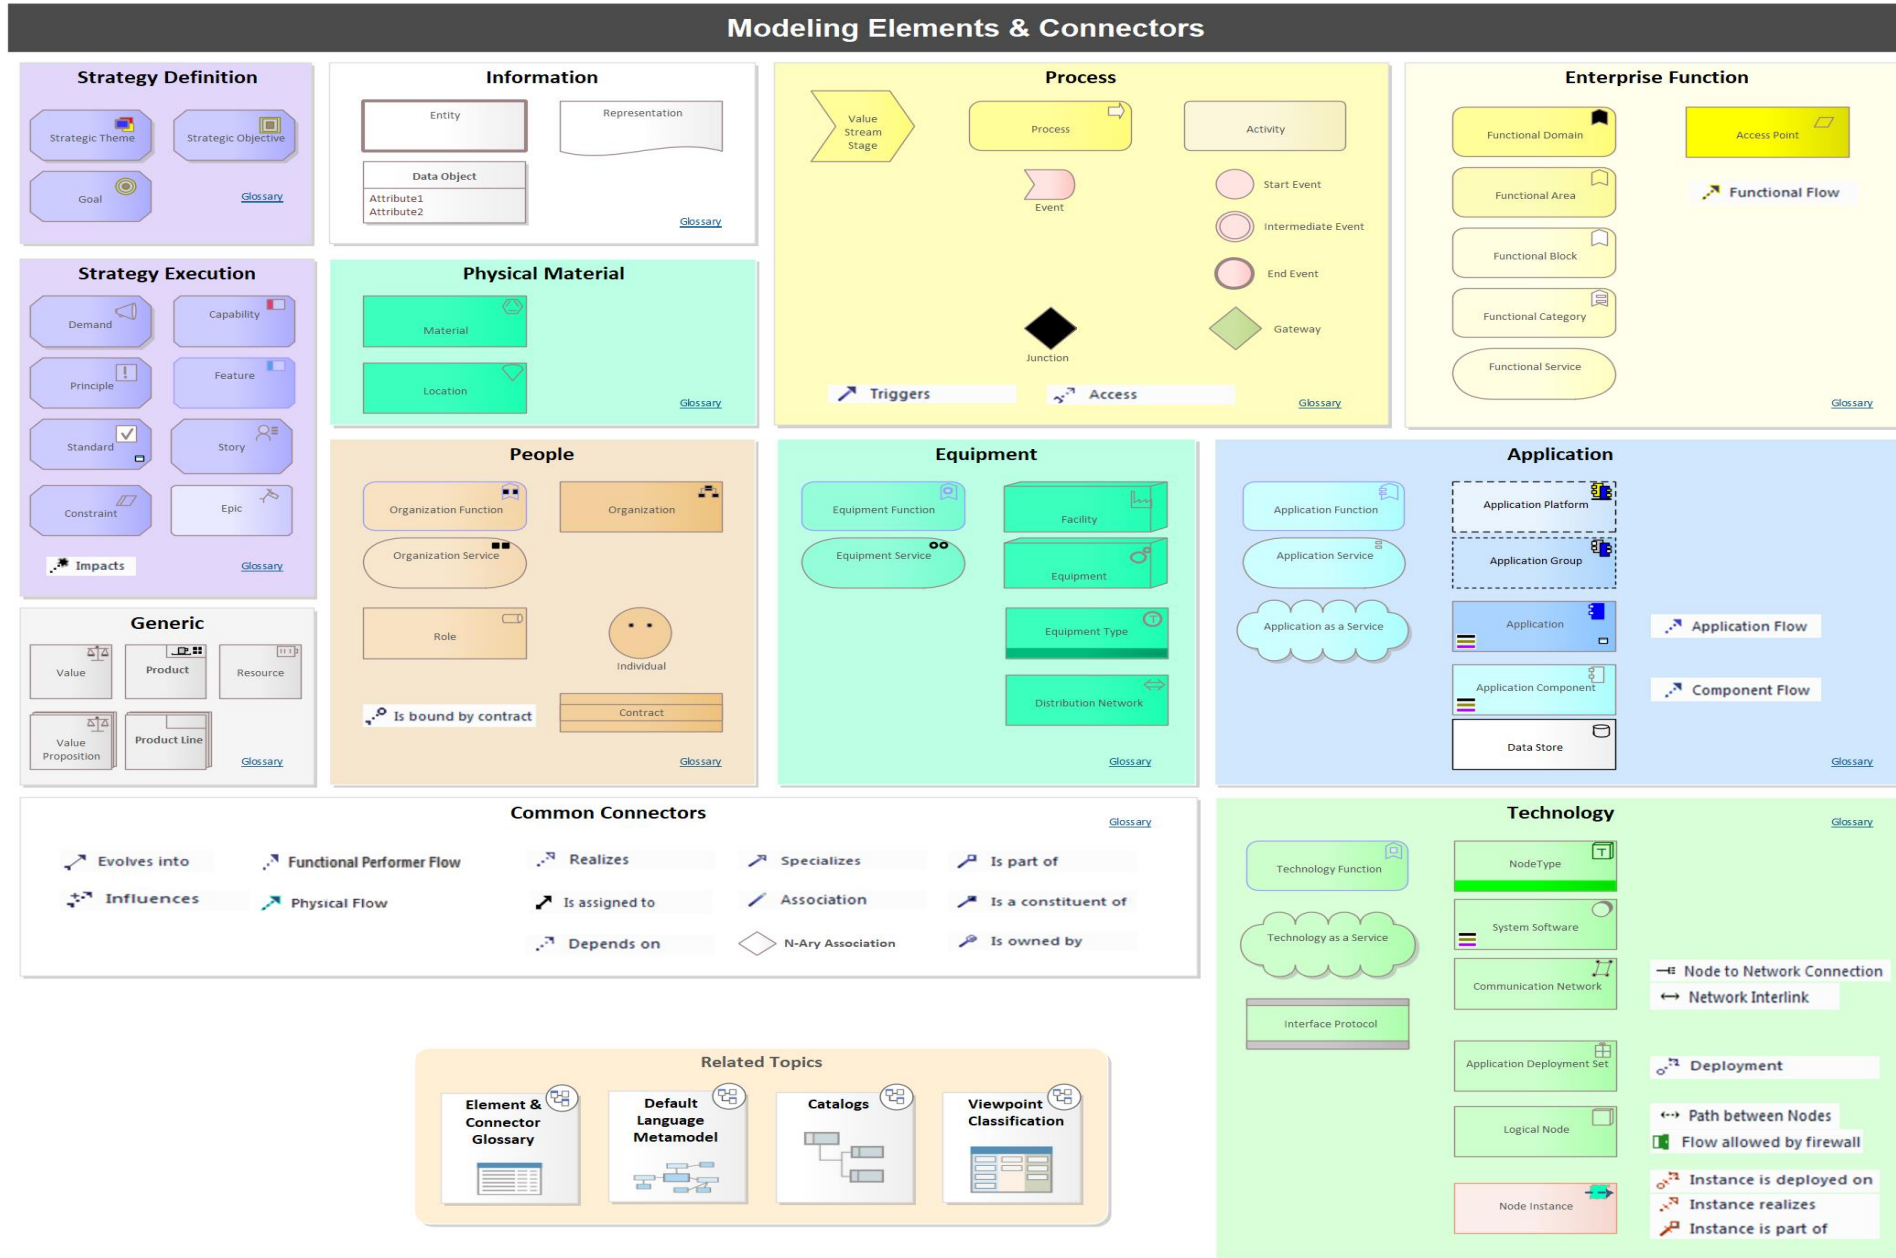 Modeling Elements & Connectors
Strategy Definition
Strategic Theme
Strategic Objective
Goal
Glossary
Information
Entity
Representation
Data Object
Attribute1
Attribute2
Glossary
Process
Value
Stream
Stage
Process
Activity
Event
Start Event
Intermediate Event
End Event
Junction
Gateway
Triggers
Access
Glossary
Enterprise Function
Functional Domain
Access Point
Functional Area
Functional Flow
Functional Block
Functional Category
Functional Service
Glossary
Strategy Execution
Demand
Capability
Principle
Feature
Standard
Story
Constraint
Epic
Impacts
Glossary
Physical Material
Material
Location
Glossary
People
Organization Function
Organization
Organization Service
Role
Individual
Is bound by contract
Contract
Glossary
Equipment
Equipment Function
Facility
Equipment Service
Equipment
T
Equipment Type
Distribution Network
Glossary
Application
Application Function
Application Platform
Application Service
Application Group
Application as a Service
Application
Application Flow
Application Component
Component Flow
Data Store
Glossary
Generic
Value
Product
Resource
Value
Proposition
Product Line
Glossary
Common Connectors
Glossary
Evolves into
Functional Performer Flow
Realizes
Specializes
Is part of
Influences
Physical Flow
Is assigned to
Association
Is a constituent of
Depends on
N-Ary Association
Is owned by
Technology
Glossary
Technology Function
T
NodeType
Technology as a Service
System Software
Communication Network
Node to Network Connection
Network Interlink
Interface Protocol
Application Deployment Set
Deployment
Logical Node
Path between Nodes
Flow allowed by firewall
Node Instance
Instance is deployed on
Instance realizes
Instance is part of
Related Topics
Element &
Connector
Glossary
Default
Language
Metamodel
Catalogs
Viewpoint
Classification